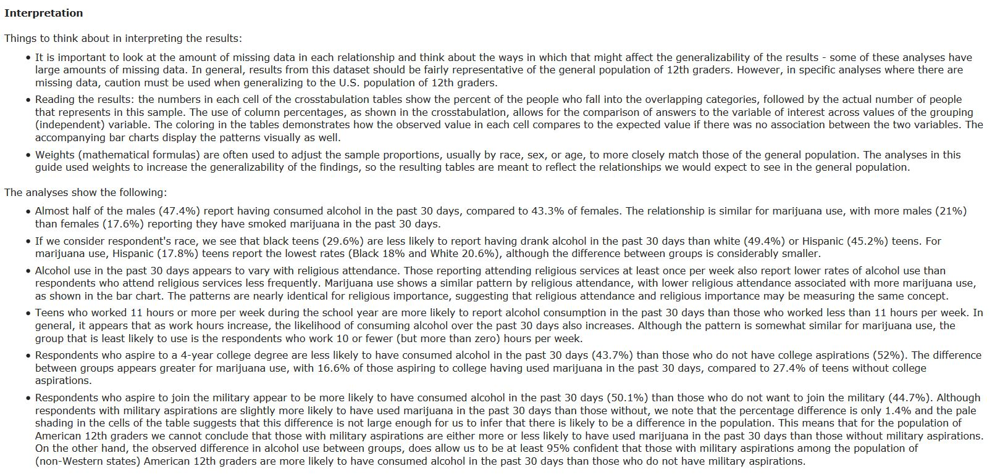 Interpretation
Things to think about in interpreting the results:
• It is important to look at the amount of missing data in each relationship and think about the ways in which that might affect the generalizability of the results - some of these analyses have
large amounts of missing data. In general, results from this dataset should be fairly representative of the general population of 12th graders. However, in specific analyses where there are
missing data, caution must be used when generalizing to the U.S. population of 12th graders.
• Reading the results: the numbers in each cell of the crosstabulation tables show the percent of the people who fall into the overlapping categories, followed by the actual number of people
that represents in this sample. The use of column percentages, as shown in the crosstabulation, allows for the comparison of answers to the variable of interest across values of the grouping
(independent) variable. The coloring in the tables demonstrates how the observed value in each cell compares to the expected value if there was no association between the two variables. The
accompanying bar charts display the patterns visually as well.
• Weights (mathematical formulas) are often used to adjust the sample proportions, usually by race, sex, or age, to more closely match those of the general population. The analyses in this
guide used weights to increase the generalizability of the findings, so the resulting tables are meant to reflect the relationships we would expect to see in the general population.
The analyses show the following:
• Almost half of the males (47.4%) report having consumed alcohol in the past 30 days, compared to 43.3% of females. The relationship is similar for marijuana use, with more males (21%)
than females (17.6%) reporting they have smoked marijuana in the past 30 days.
• If we consider respondent's race, we see that black teens (29.6%) are less likely to report having drank alcohol in the past 30 days than white (49.4%) or Hispanic (45.2%) teens. For
marijuana use, Hispanic (17.8%) teens report the lowest rates (Black 18% and White 20.6%), although the difference between groups is considerably smaller.
• Alcohol use in the past 30 days appears to vary with religious attendance. Those reporting attending religious services at least once per week also report lower rates of alcohol use than
respondents who attend religious services less frequently. Marijuana use shows a similar pattern by religious attendance, with lower religious attendance associated with more marijuana use,
as shown in the bar chart. The patterns are nearly identical for religious importance, suggesting that religious attendance and religious importance may be measuring the same concept.
• Teens who worked 11 hours or more per week during the school year are more likely to report alcohol consumption in the past 30 days than those who worked less than 11 hours per week. In
general, it appears that as work hours increase, the likelihood of consuming alcohol over the past 30 days also increases. Although the pattern is somewhat similar for marijuana use, the
group that is least likely to use is the respondents who work 10 or fewer (but more than zero) hours per week.
• Respondents who aspire to a 4-year college degree are less likely to have consumed alcohol in the past 30 days (43.7%) than those who do not have college aspirations (52%). The difference
between groups appears greater for marijuana use, with 16.6% of those aspiring to college having used marijuana in the past 30 days, compared to 27.4% of teens without college
aspirations.
• Respondents who aspire to join the military appear to be more likely to have consumed alcohol in the past 30 days (50.1%) than those who do not want to join the military (44.7%). Although
respondents with military aspirations are slightly more likely to have used marijuana in the past 30 days than those without, we note that the percentage difference is only 1.4% and the pale
shading in the cells of the table suggests that this difference is not large enough for us to infer that there is likely to be a difference in the population. This means that for the population of
American 12th graders we cannot conclude that those with military aspirations are either more or less likely to have used marijuana in the past 30 days than those without military aspirations.
On the other hand, the observed difference in alcohol use between groups, does allow us to be at least 95% confident that those with military aspirations among the population of
(non-Western states) American 12th graders are more likely to have consumed alcohol in the past 30 days than those who do not have military aspirations.